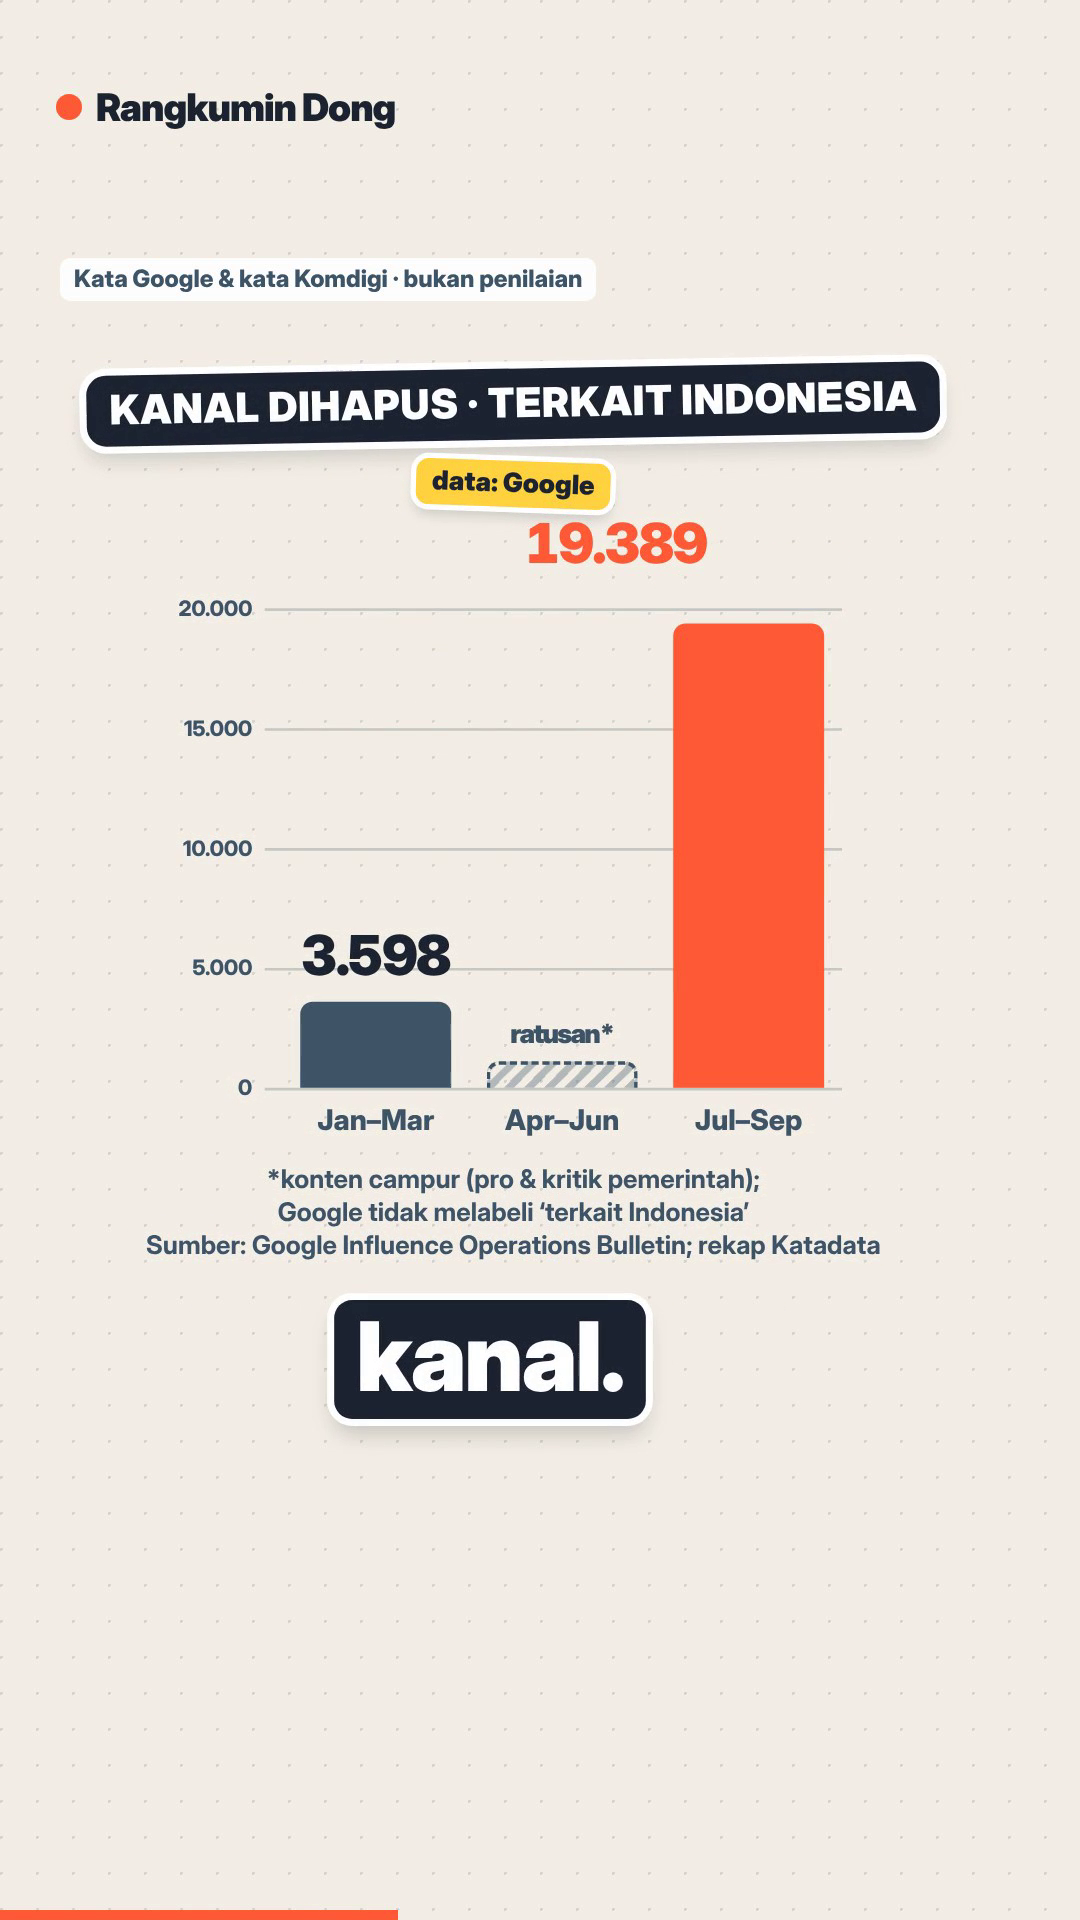 Rangkumin Dong
Kata Google & kata Komdigi · bukan penilaian
KANAL DIHAPUS · TERKAIT INDONESIA
data: Google
19.389
20.000
15.000
10.000
3.598
5.000
ratusan*
0
Jan–Mar Apr–Jun Jul–Sep
*konten campur (pro & kritik pemerintah);
Google tidak melabeli ‘terkait Indonesia’
Sumber: Google Influence Operations Bulletin; rekap Katadata
kanal.